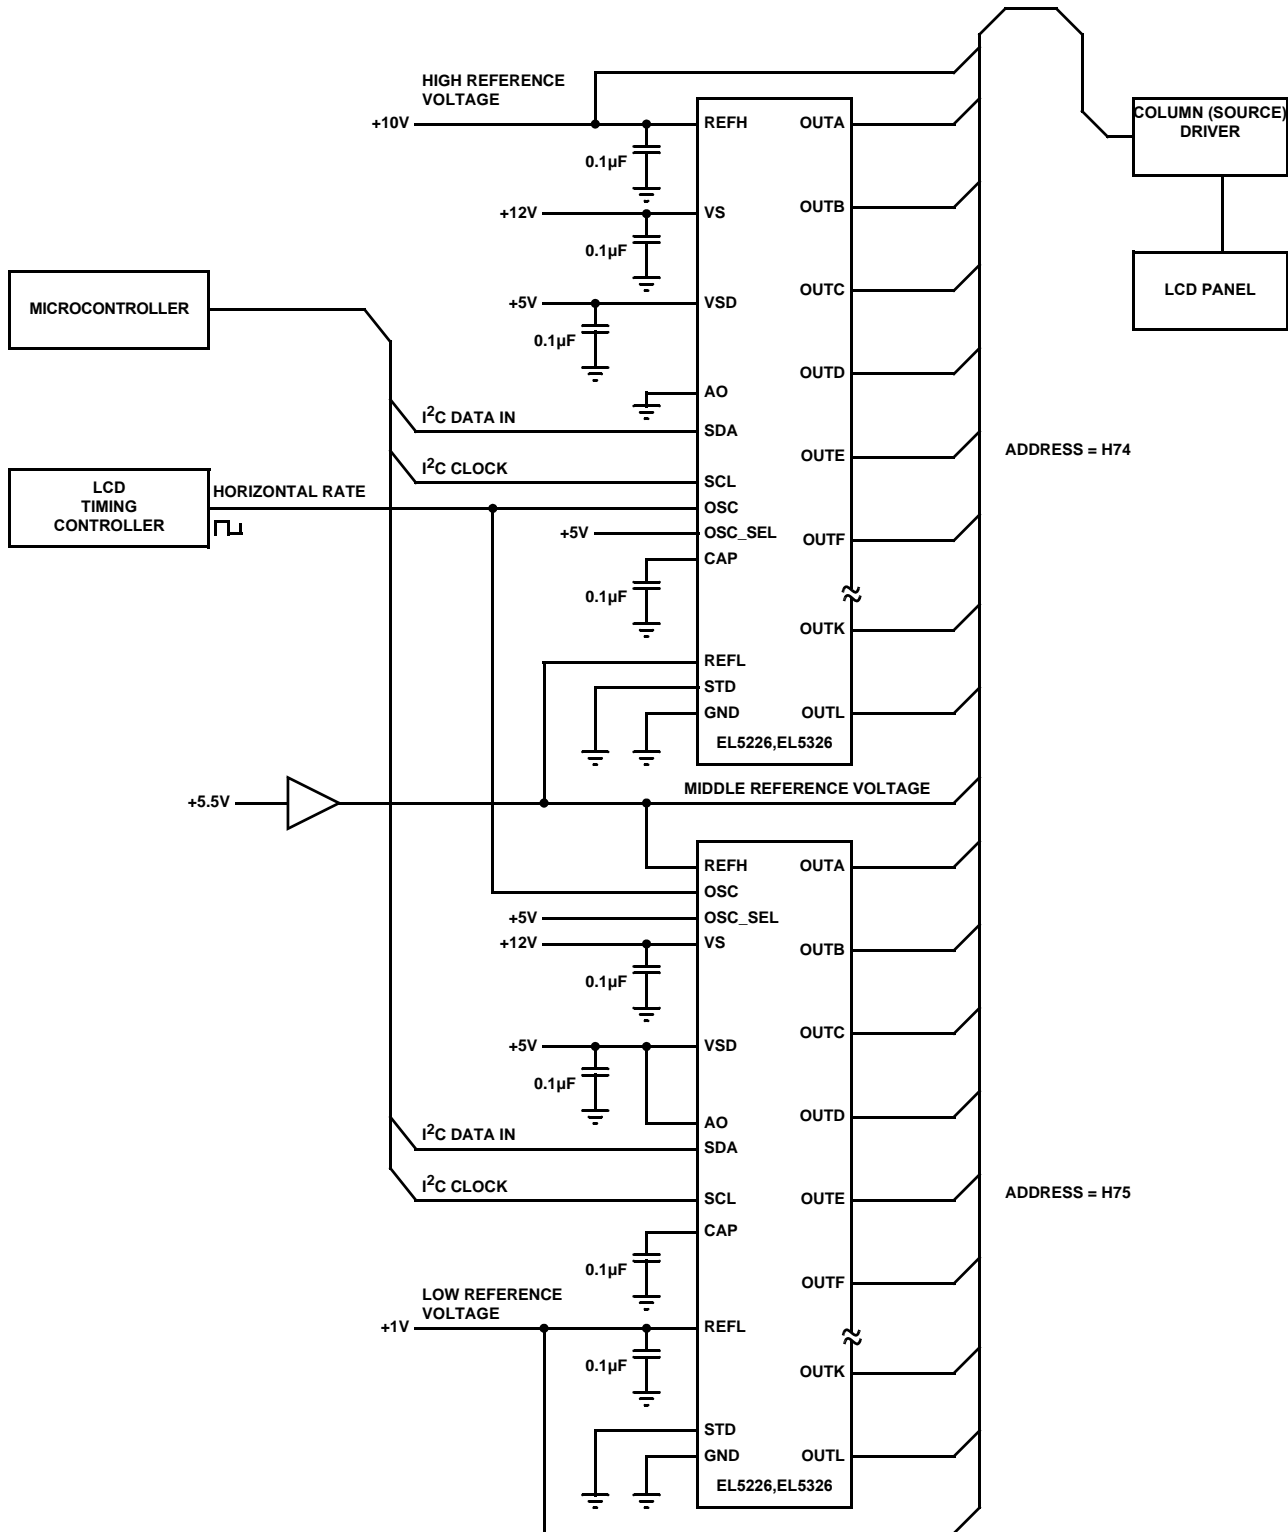 HIGH REFERENCE
VOLTAGE
+10V
REFH
OUTA
COLUMN (SOURCE)
DRIVER
0.1µF
+12V
VS
OUTB
0.1µF
MICROCONTROLLER
+5V
VSD
OUTC
LCD PANEL
0.1µF
OUTD
AO
I2C DATA IN
SDA
OUTE
ADDRESS = H74
I2C CLOCK
SCL
LCD
TIMING
CONTROLLER
HORIZONTAL RATE
OSC
+5V
OSC_SEL
OUTF
CAP
0.1µF
OUTK
REFL
STD
GND
OUTL
EL5226,EL5326
+5.5V
MIDDLE REFERENCE VOLTAGE
REFH
OUTA
OSC
+5V
OSC_SEL
+12V
VS
OUTB
0.1µF
OUTC
+5V
VSD
0.1µF
OUTD
AO
I2C DATA IN
SDA
I2C CLOCK
SCL
OUTE
ADDRESS = H75
CAP
0.1µF
OUTF
LOW REFERENCE
VOLTAGE
+1V
REFL
0.1µF
OUTK
STD
GND
OUTL
EL5226,EL5326